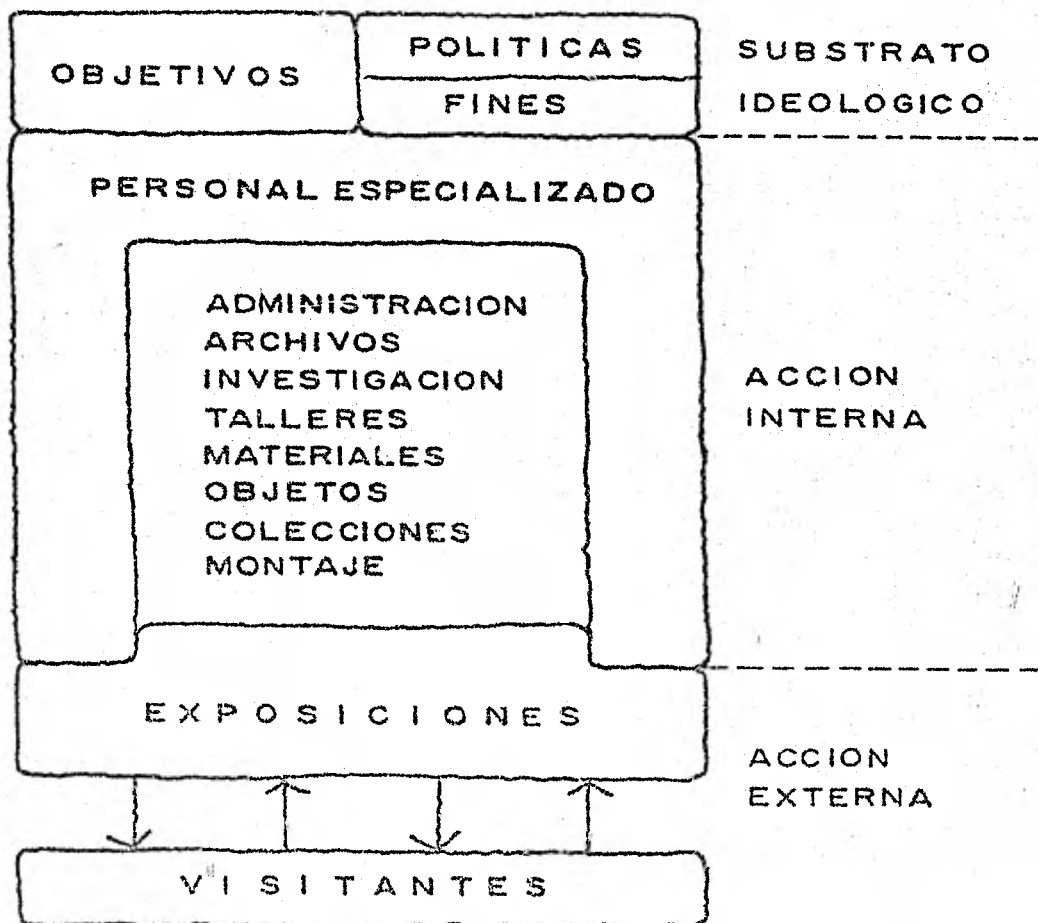 OBJETIVOS
POLITICAS
FINES
SUBSTRATO
IDEOLOGICO
PERSONAL ESPECIALIZADO
ADMINISTRACION
ARCHIVOS
INVESTIGACION
TALLERES
MATERIALES
OBJETOS
COLECCIONES
MONTAJE
ACCION
INTERNA
EXPOSICIONES
ACCION
EXTERNA
VISITANTES